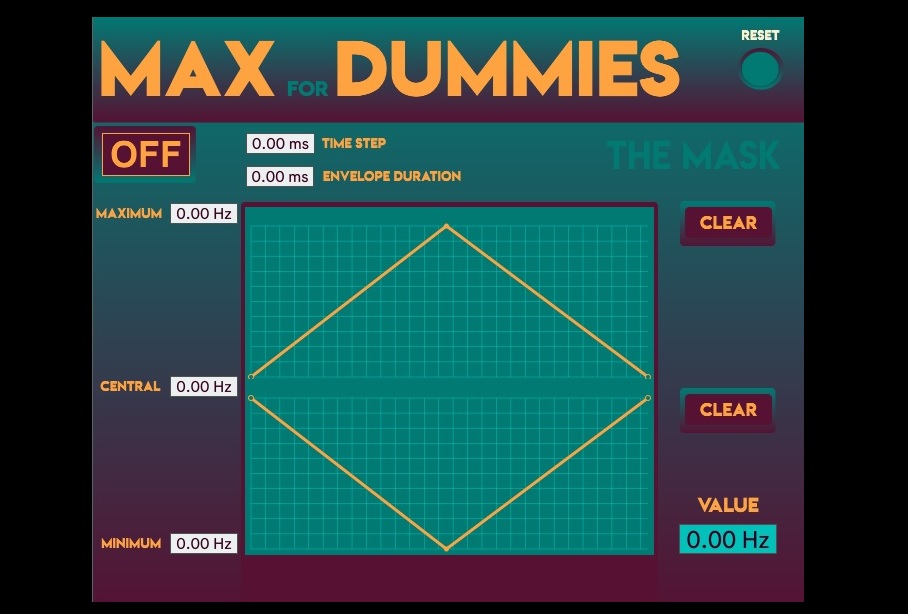 RESET
MAX FOR DUMMIES
OFF
0.00 ms TIME STEP
THE MASK
0.00 ms ENVELOPE DURATION
MAXIMUM 0.00 Hz
CLEAR
CENTRAL 0.00 Hz
CLEAR
VALUE
0.00 Hz
MINIMUM 0.00 Hz